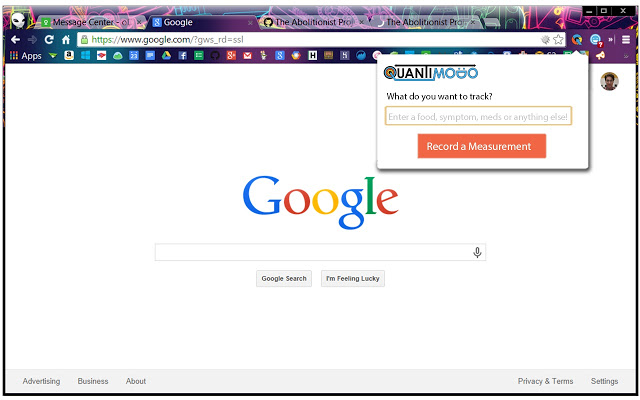 Message Center - o
Google
The Abolitionist Pro
The Abolitionist Pro
https://www.google.com/?gws_rd=ssl
Apps
QUANTIMODO
What do you want to track?
Enter a food, symptom, meds or anything else!
Record a Measurement
Google
Google Search
I'm Feeling Lucky
Advertising
Business
About
Privacy & Terms
Settings